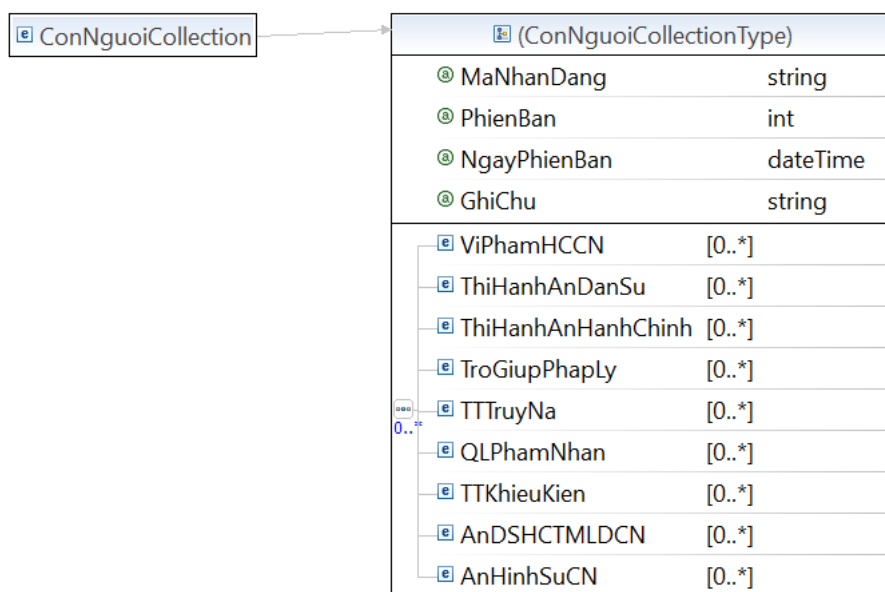 ConNguoiCollection
(ConNguoiCollectionType)
MaNhanDang string
PhienBan int
NgayPhienBan dateTime
GhiChu string
ViPhamHCCN [0..*]
ThiHanhAnDanSu [0..*]
ThiHanhAnHanhChinh [0..*]
TroGiupPhapLy [0..*]
TTTruyNa [0..*]
0..*
QLPhamNhan [0..*]
TTKhieuKien [0..*]
AnDSHCTMLDCN [0..*]
AnHinhSuCN [0..*]